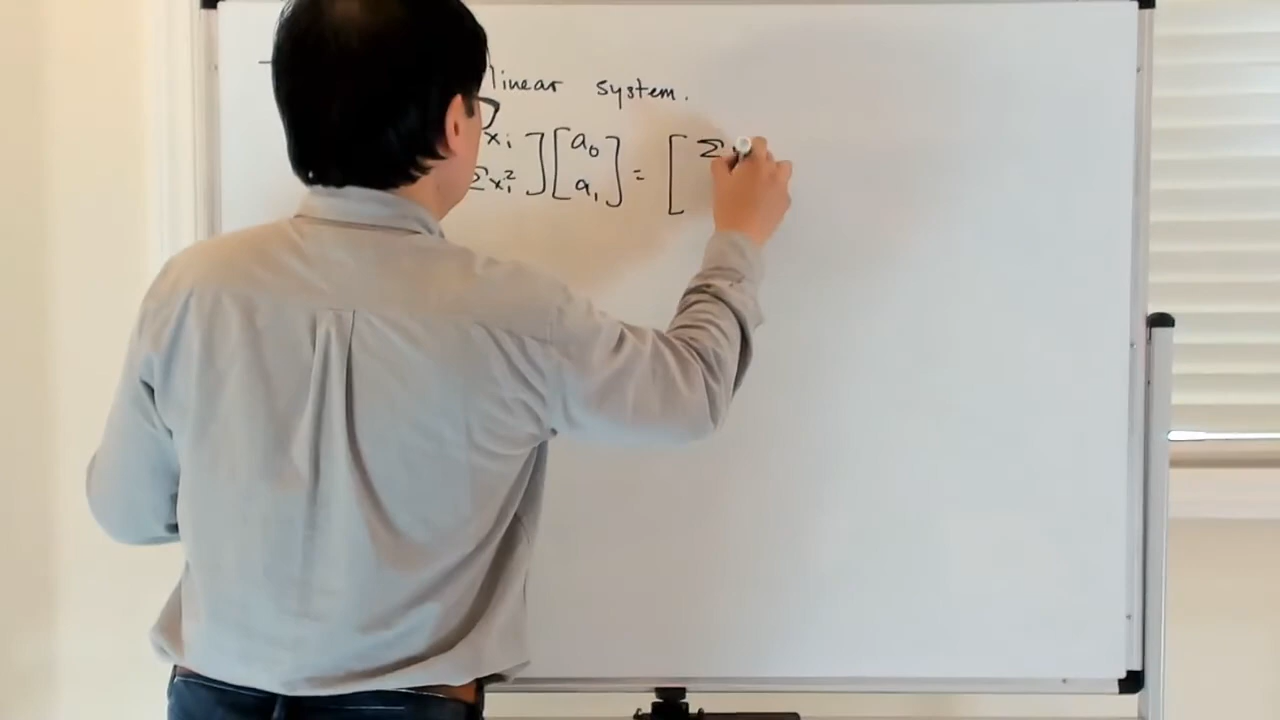 linear system.
xᵢ ] [ a₀ ] = [ Σ
Σxᵢ² ] [ a₁ ]